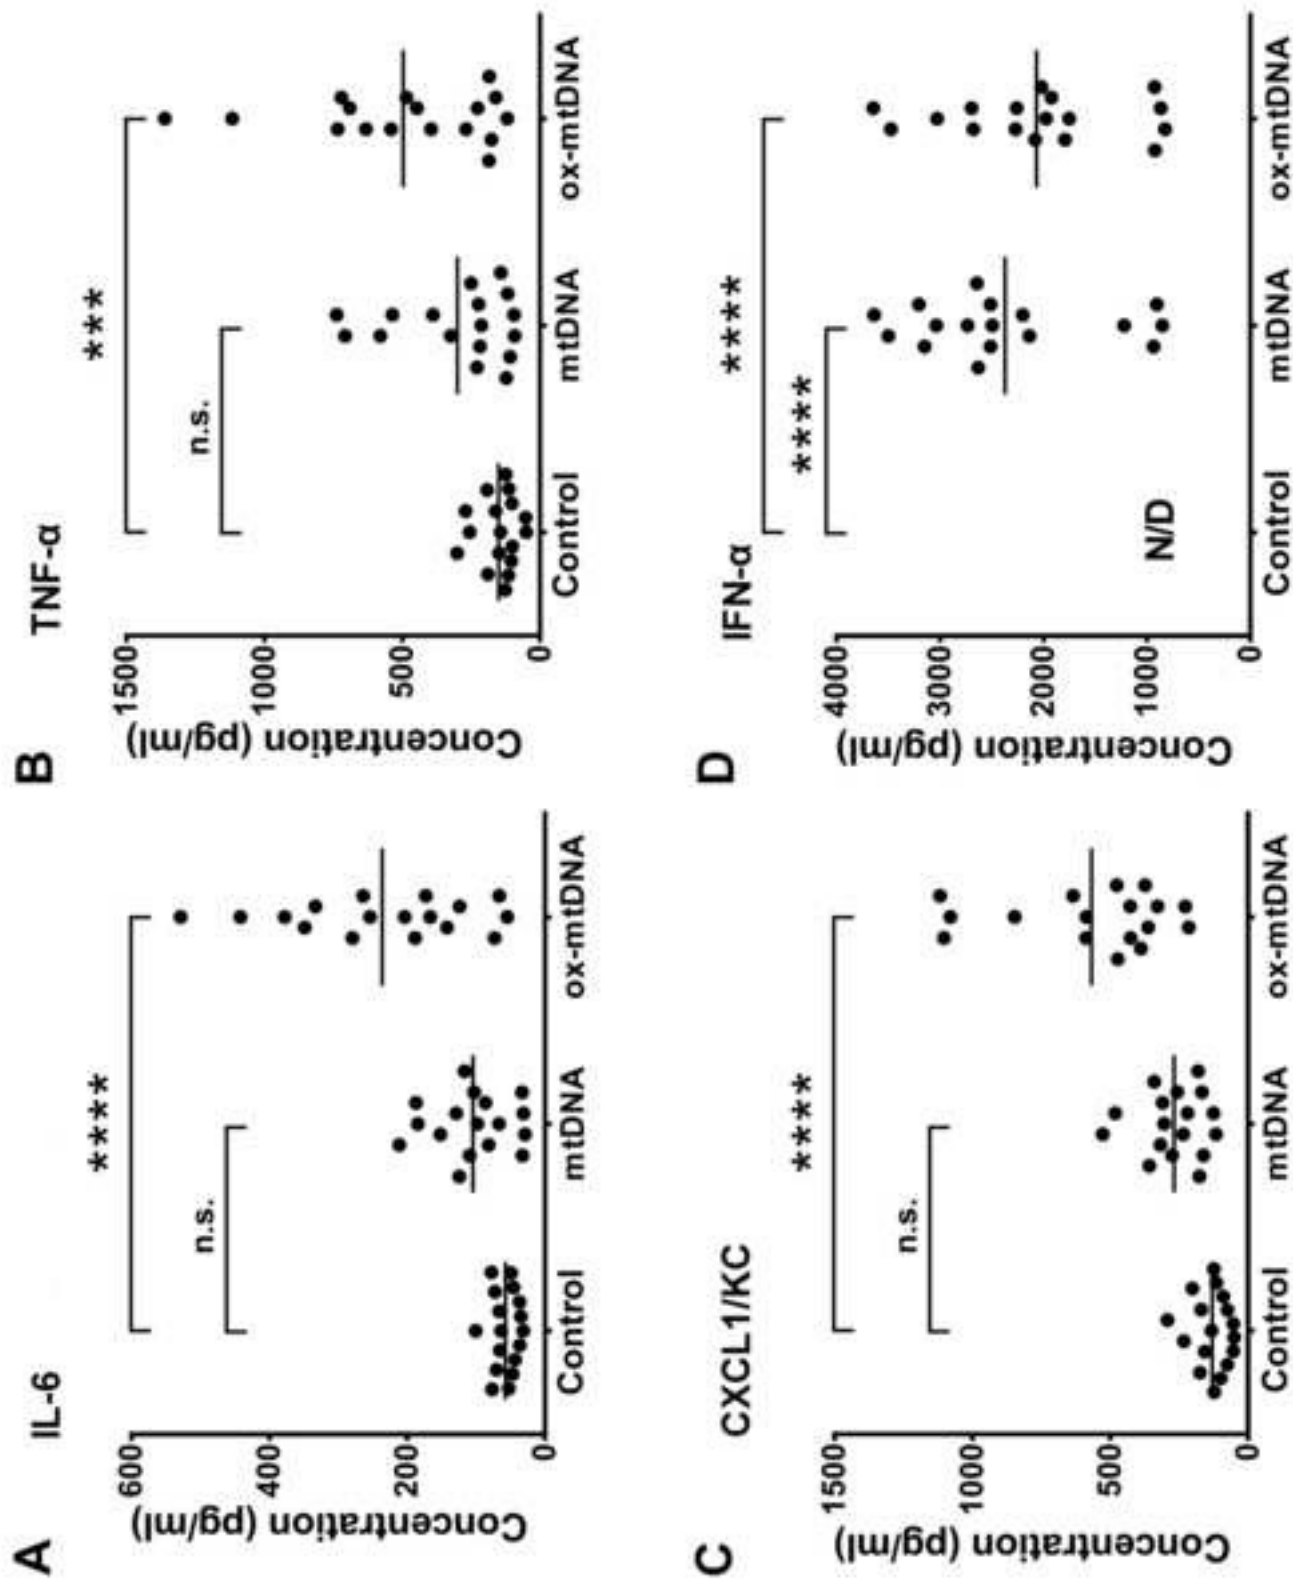 A
IL-6
Concentration (pg/ml)
600
400
200
0
n.s.
****
Control
mtDNA
ox-mtDNA
B
TNF-α
Concentration (pg/ml)
1500
1000
500
0
n.s.
***
Control
mtDNA
ox-mtDNA
C
CXCL1/KC
Concentration (pg/ml)
1500
1000
500
0
n.s.
****
Control
mtDNA
ox-mtDNA
D
IFN-α
Concentration (pg/ml)
4000
3000
2000
1000
0
****
****
N/D
Control
mtDNA
ox-mtDNA